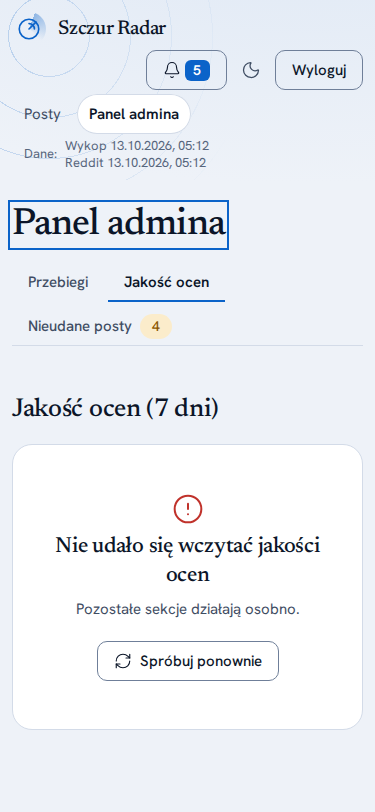 Szczur Radar
5
Wyloguj
Posty
Panel admina
Dane:
Wykop 13.10.2026, 05:12
Reddit 13.10.2026, 05:12
Panel admina
Przebiegi
Jakość ocen
Nieudane posty
4
Jakość ocen (7 dni)
Nie udało się wczytać jakości
ocen
Pozostałe sekcje działają osobno.
Spróbuj ponownie